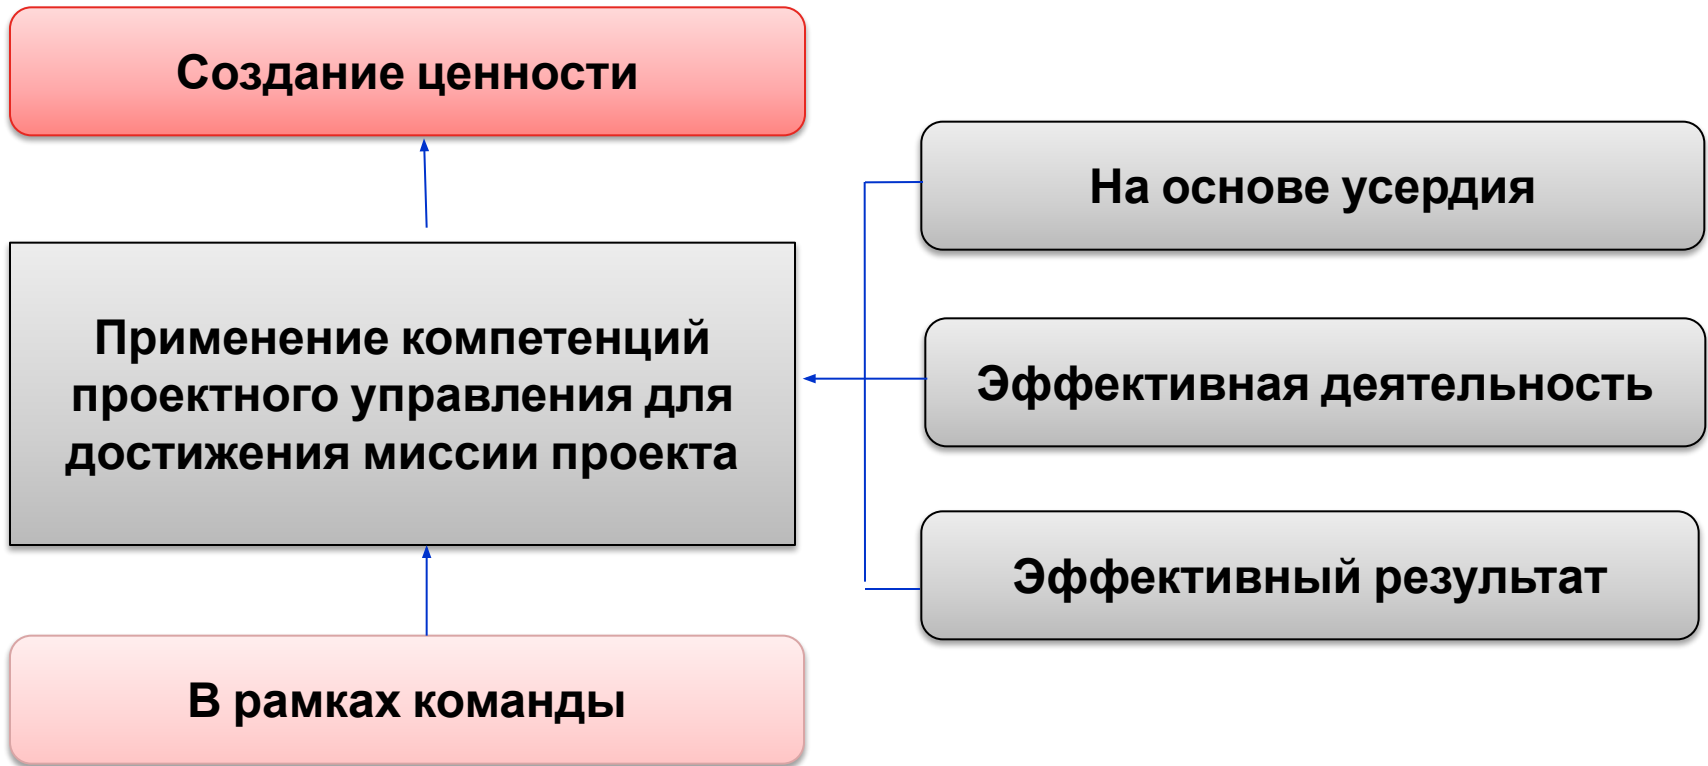 Создание ценности
На основе усердия
Применение компетенций
проектного управления для
достижения миссии проекта
Эффективная деятельность
Эффективный результат
В рамках команды